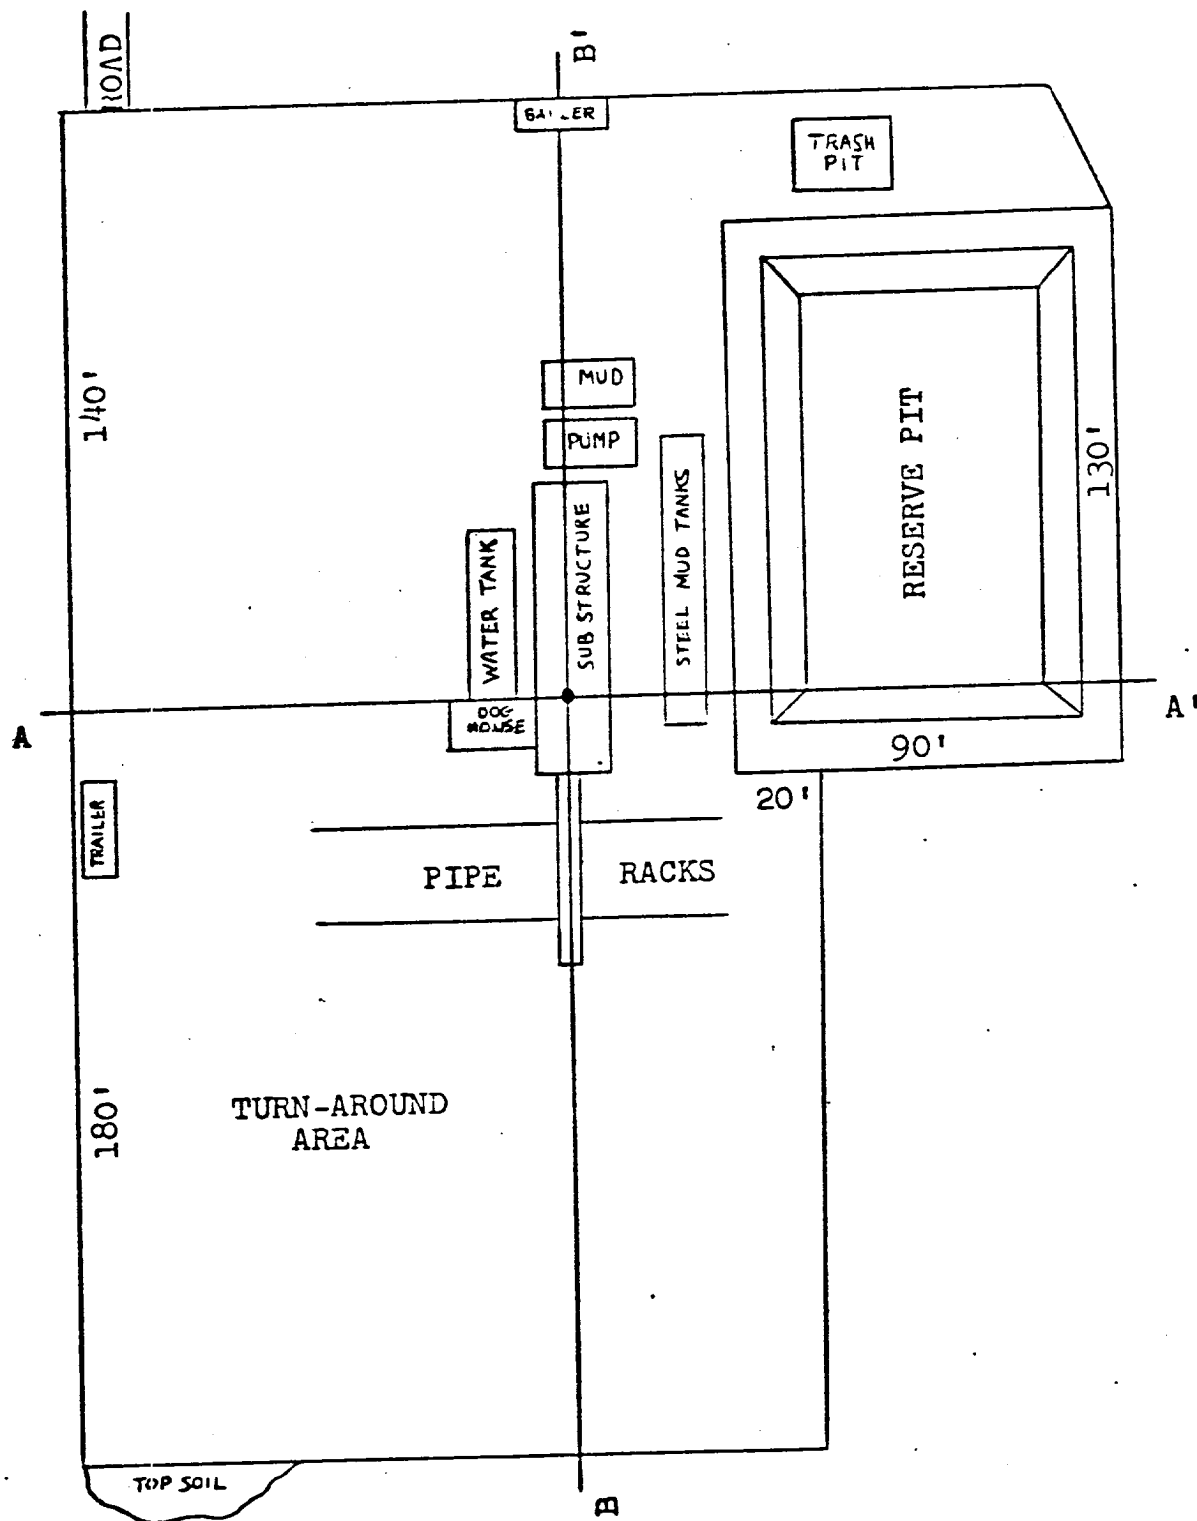 ROAD
B'
TRASH
PIT
MUD
PUMP
140'
WATER TANK
SUB STRUCTURE
STEEL MUD TANKS
RESERVE PIT
130'
A
DOG
HOUSE
A'
90'
20'
TRAILER
PIPE RACKS
180'
TURN-AROUND
AREA
TOP SOIL
B